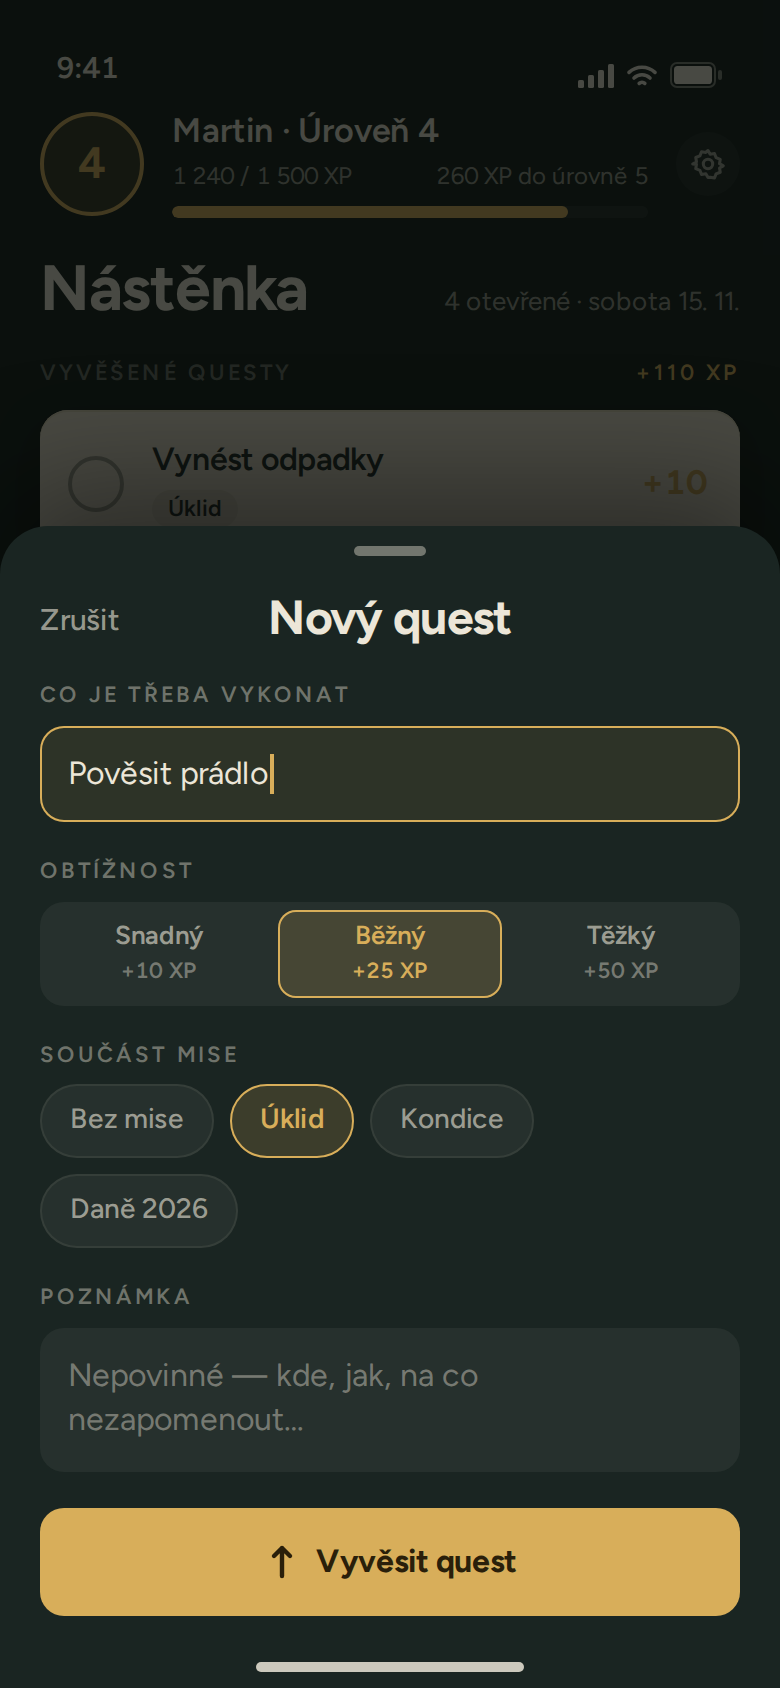 9:41
4
Martin · Úroveň 4
1 240 / 1 500 XP
260 XP do úrovně 5
Nástěnka
4 otevřené · sobota 15. 11.
VYVĚŠENÉ QUESTY
+110 XP
Vynést odpadky
+10
Úklid
Zrušit
Nový quest
CO JE TŘEBA VYKONAT
Pověsit prádlo
OBTÍŽNOST
Snadný
+10 XP
Běžný
+25 XP
Těžký
+50 XP
SOUČÁST MISE
Bez mise
Úklid
Kondice
Daně 2026
POZNÁMKA
Nepovinné — kde, jak, na co
nezapomenout…
↑ Vyvěsit quest